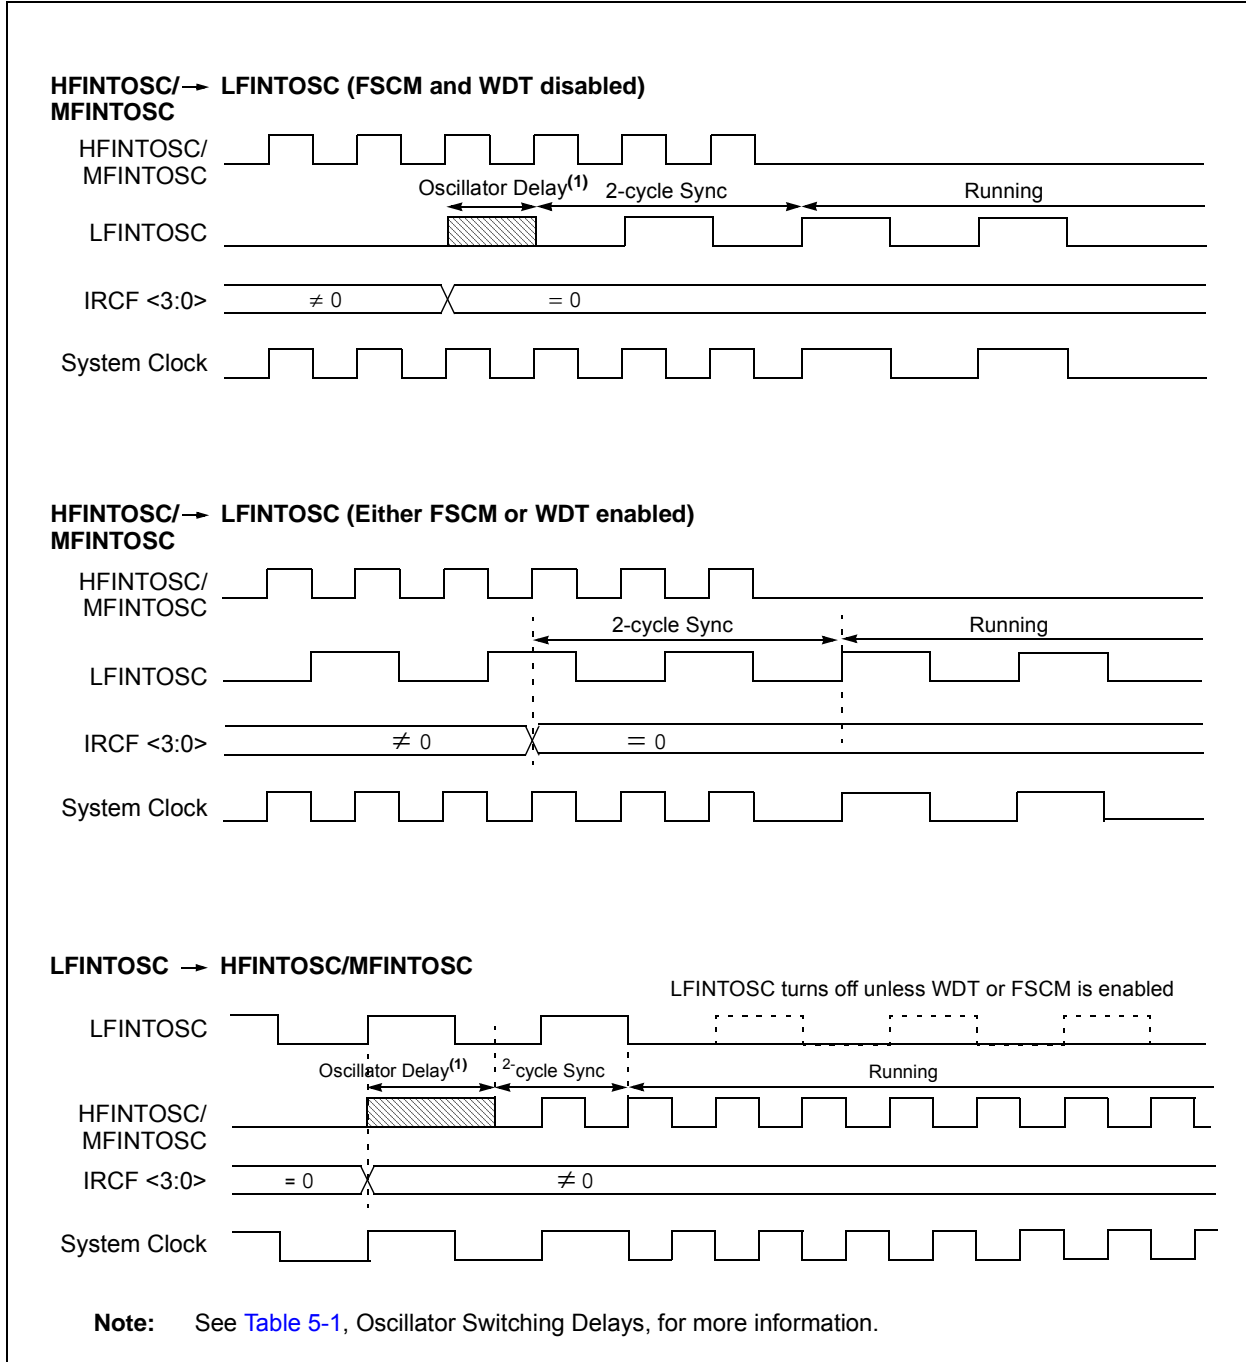 HFINTOSC/→ LFINTOSC (FSCM and WDT disabled)
MFINTOSC
HFINTOSC/
MFINTOSC
Oscillator Delay(1) 2-cycle Sync Running
LFINTOSC
IRCF <3:0> ≠ 0 = 0
System Clock
HFINTOSC/→ LFINTOSC (Either FSCM or WDT enabled)
MFINTOSC
HFINTOSC/
MFINTOSC
2-cycle Sync Running
LFINTOSC
IRCF <3:0> ≠ 0 = 0
System Clock
LFINTOSC → HFINTOSC/MFINTOSC
LFINTOSC turns off unless WDT or FSCM is enabled
LFINTOSC
Oscillator Delay(1) 2-cycle Sync Running
HFINTOSC/
MFINTOSC
IRCF <3:0> = 0 ≠ 0
System Clock
Note: See Table 5-1, Oscillator Switching Delays, for more information.